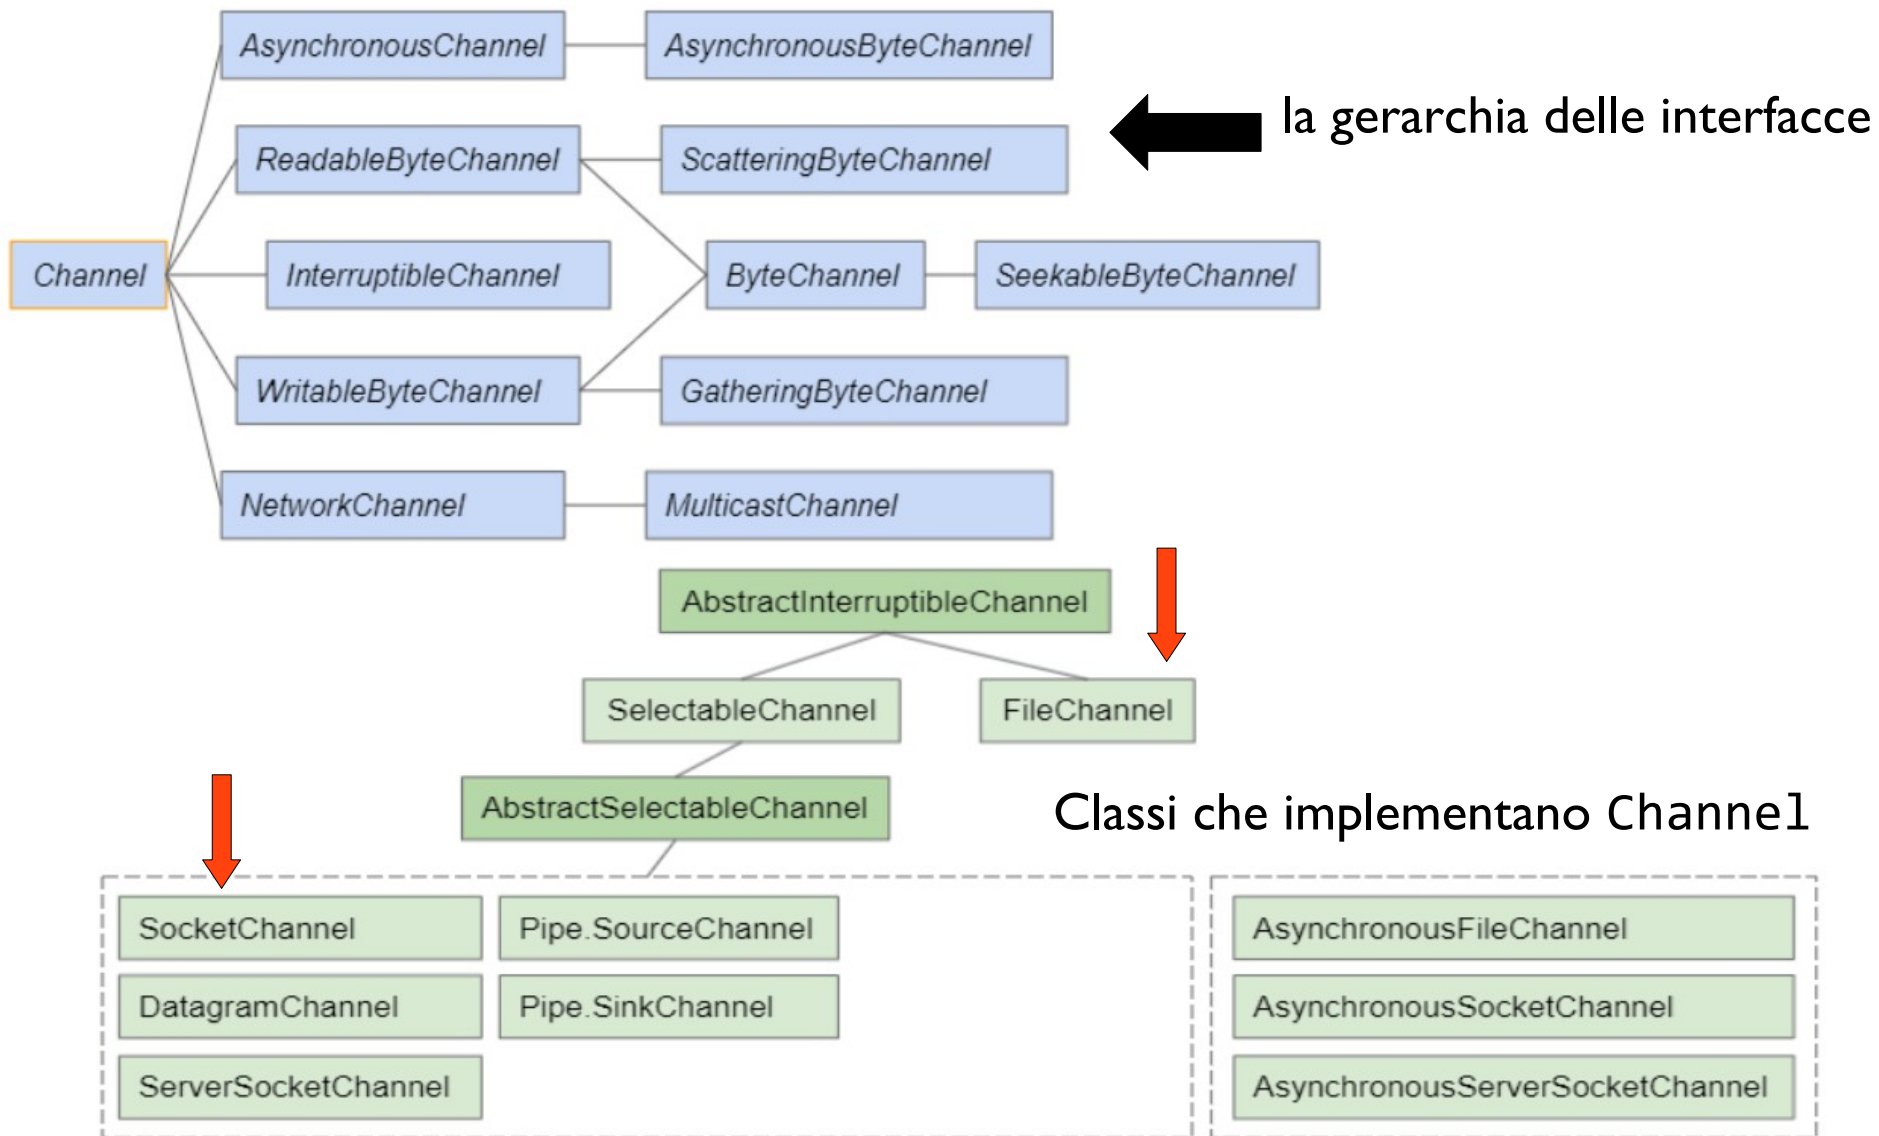 AsynchronousChannel AsynchronousByteChannel
la gerarchia delle interfacce
ReadableByteChannel ScatteringByteChannel
Channel InterruptibleChannel ByteChannel SeekableByteChannel
WritableByteChannel GatheringByteChannel
NetworkChannel MulticastChannel
AbstractInterruptibleChannel
SelectableChannel FileChannel
AbstractSelectableChannel
Classi che implementano Channel
SocketChannel Pipe.SourceChannel AsynchronousFileChannel
DatagramChannel Pipe.SinkChannel AsynchronousSocketChannel
ServerSocketChannel AsynchronousServerSocketChannel